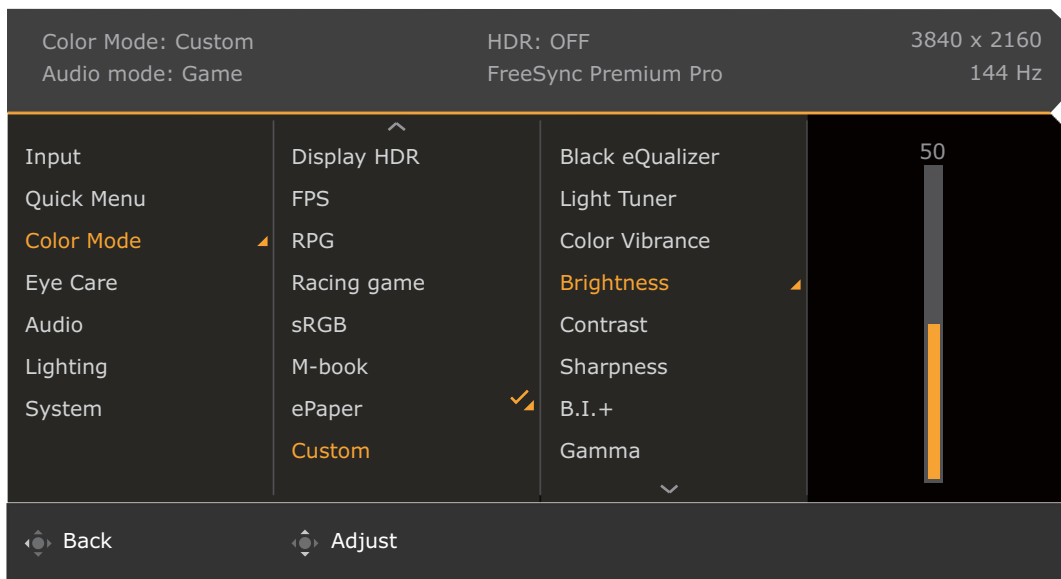 Color Mode: Custom
HDR: OFF
3840 x 2160
Audio mode: Game
FreeSync Premium Pro
144 Hz
Input
Quick Menu
Color Mode
Eye Care
Audio
Lighting
System
Display HDR
FPS
RPG
Racing game
sRGB
M-book
ePaper
Custom
Black eQualizer
Light Tuner
Color Vibrance
Brightness
Contrast
Sharpness
B.I.+
Gamma
50
Back
Adjust